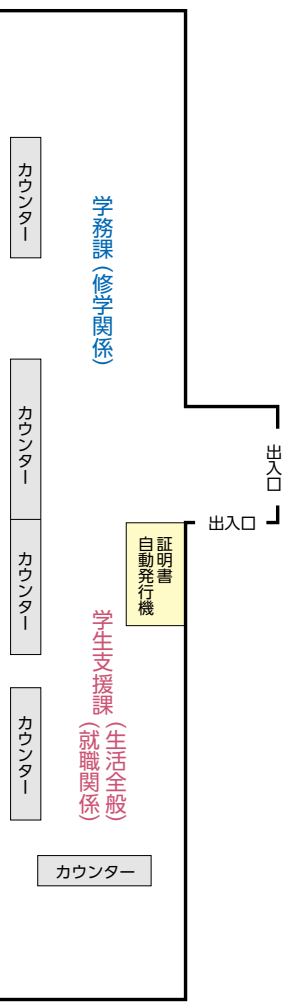 カウンター
学務課（修学関係）
カウンター
出入口
出入口
証明書
自動発行機
カウンター
学生支援課（生活全般）
（就職関係）
カウンター
カウンター